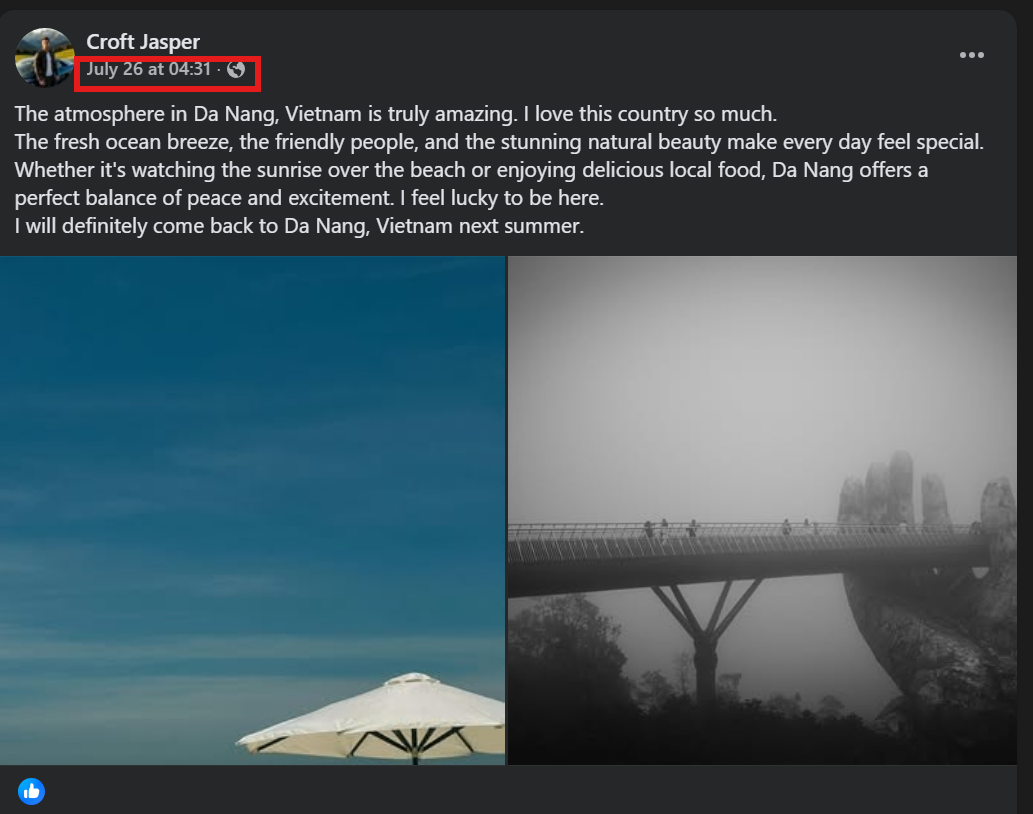 Croft Jasper
July 26 at 04:31 ·
The atmosphere in Da Nang, Vietnam is truly amazing. I love this country so much.
The fresh ocean breeze, the friendly people, and the stunning natural beauty make every day feel special.
Whether it's watching the sunrise over the beach or enjoying delicious local food, Da Nang offers a
perfect balance of peace and excitement. I feel lucky to be here.
I will definitely come back to Da Nang, Vietnam next summer.